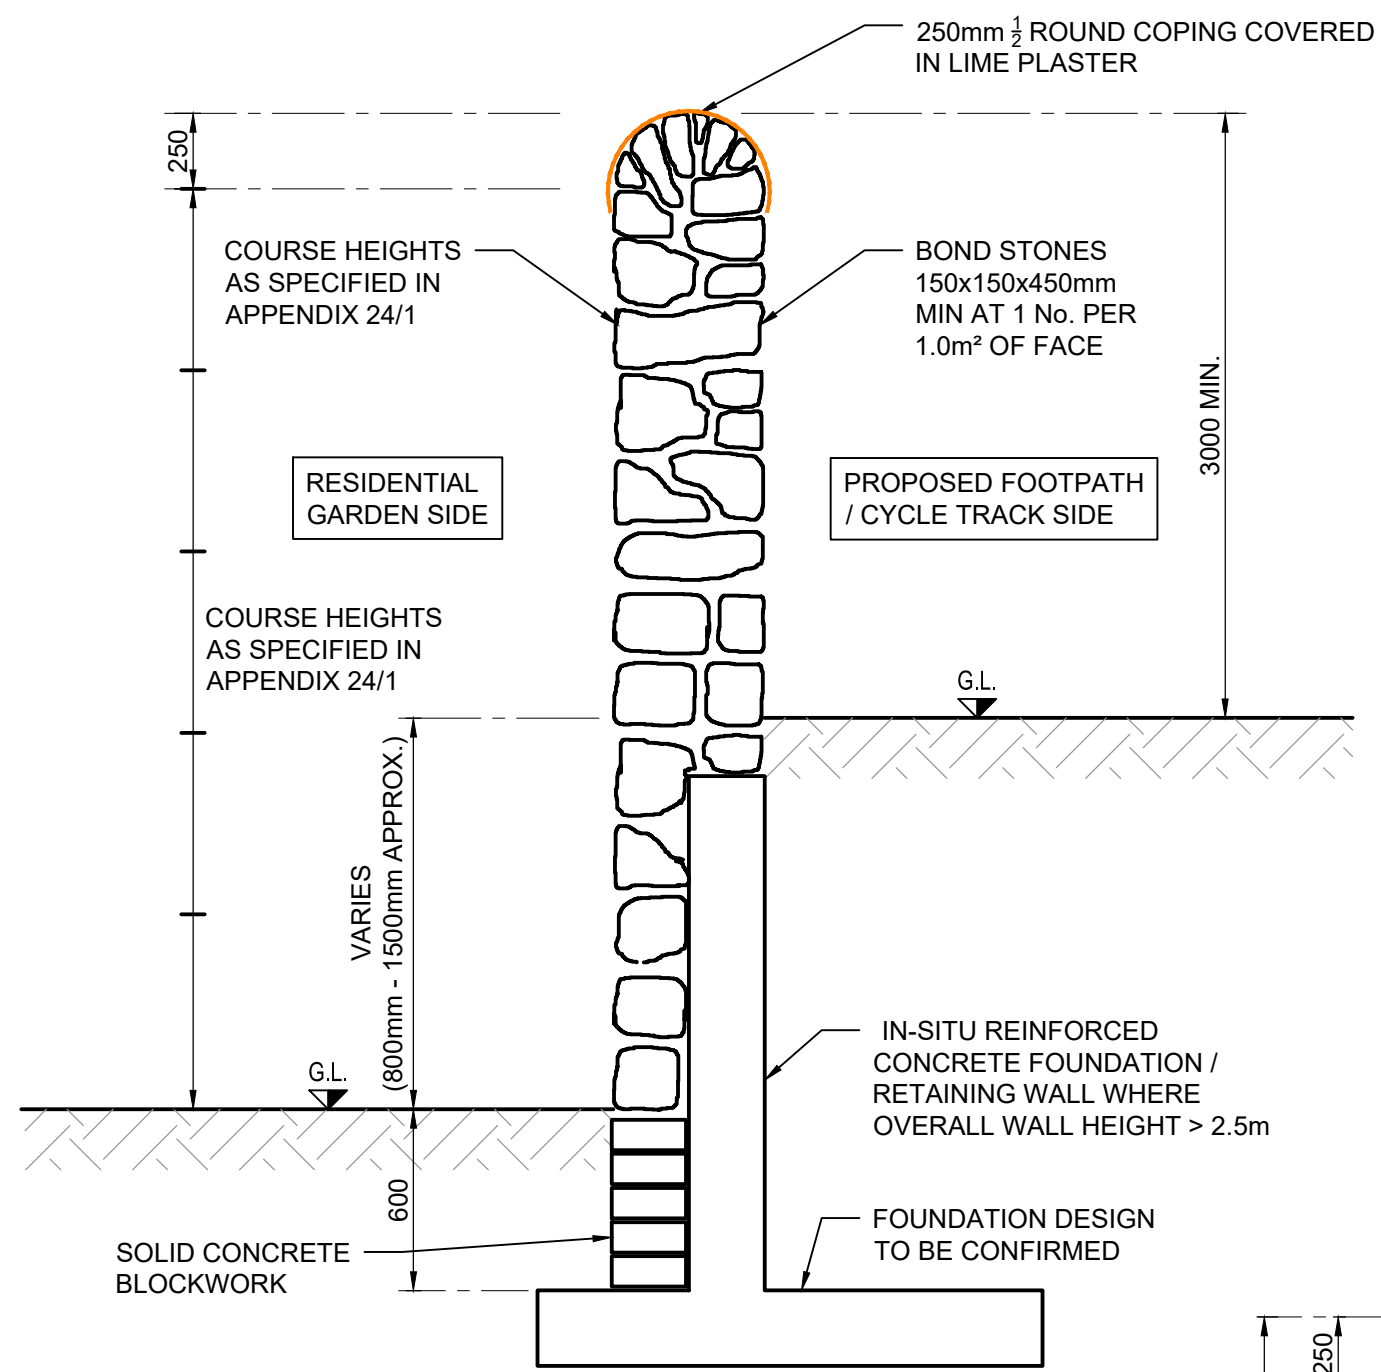 250mm ½ ROUND COPING COVERED
IN LIME PLASTER
250
COURSE HEIGHTS
AS SPECIFIED IN
APPENDIX 24/1
BOND STONES
150x150x450mm
MIN AT 1 No. PER
1.0m² OF FACE
3000 MIN.
RESIDENTIAL
GARDEN SIDE
PROPOSED FOOTPATH
/ CYCLE TRACK SIDE
COURSE HEIGHTS
AS SPECIFIED IN
APPENDIX 24/1
G.L.
VARIES
(800mm - 1500mm APPROX.)
G.L.
IN-SITU REINFORCED
CONCRETE FOUNDATION /
RETAINING WALL WHERE
OVERALL WALL HEIGHT > 2.5m
600
FOUNDATION DESIGN
TO BE CONFIRMED
SOLID CONCRETE
BLOCKWORK
250